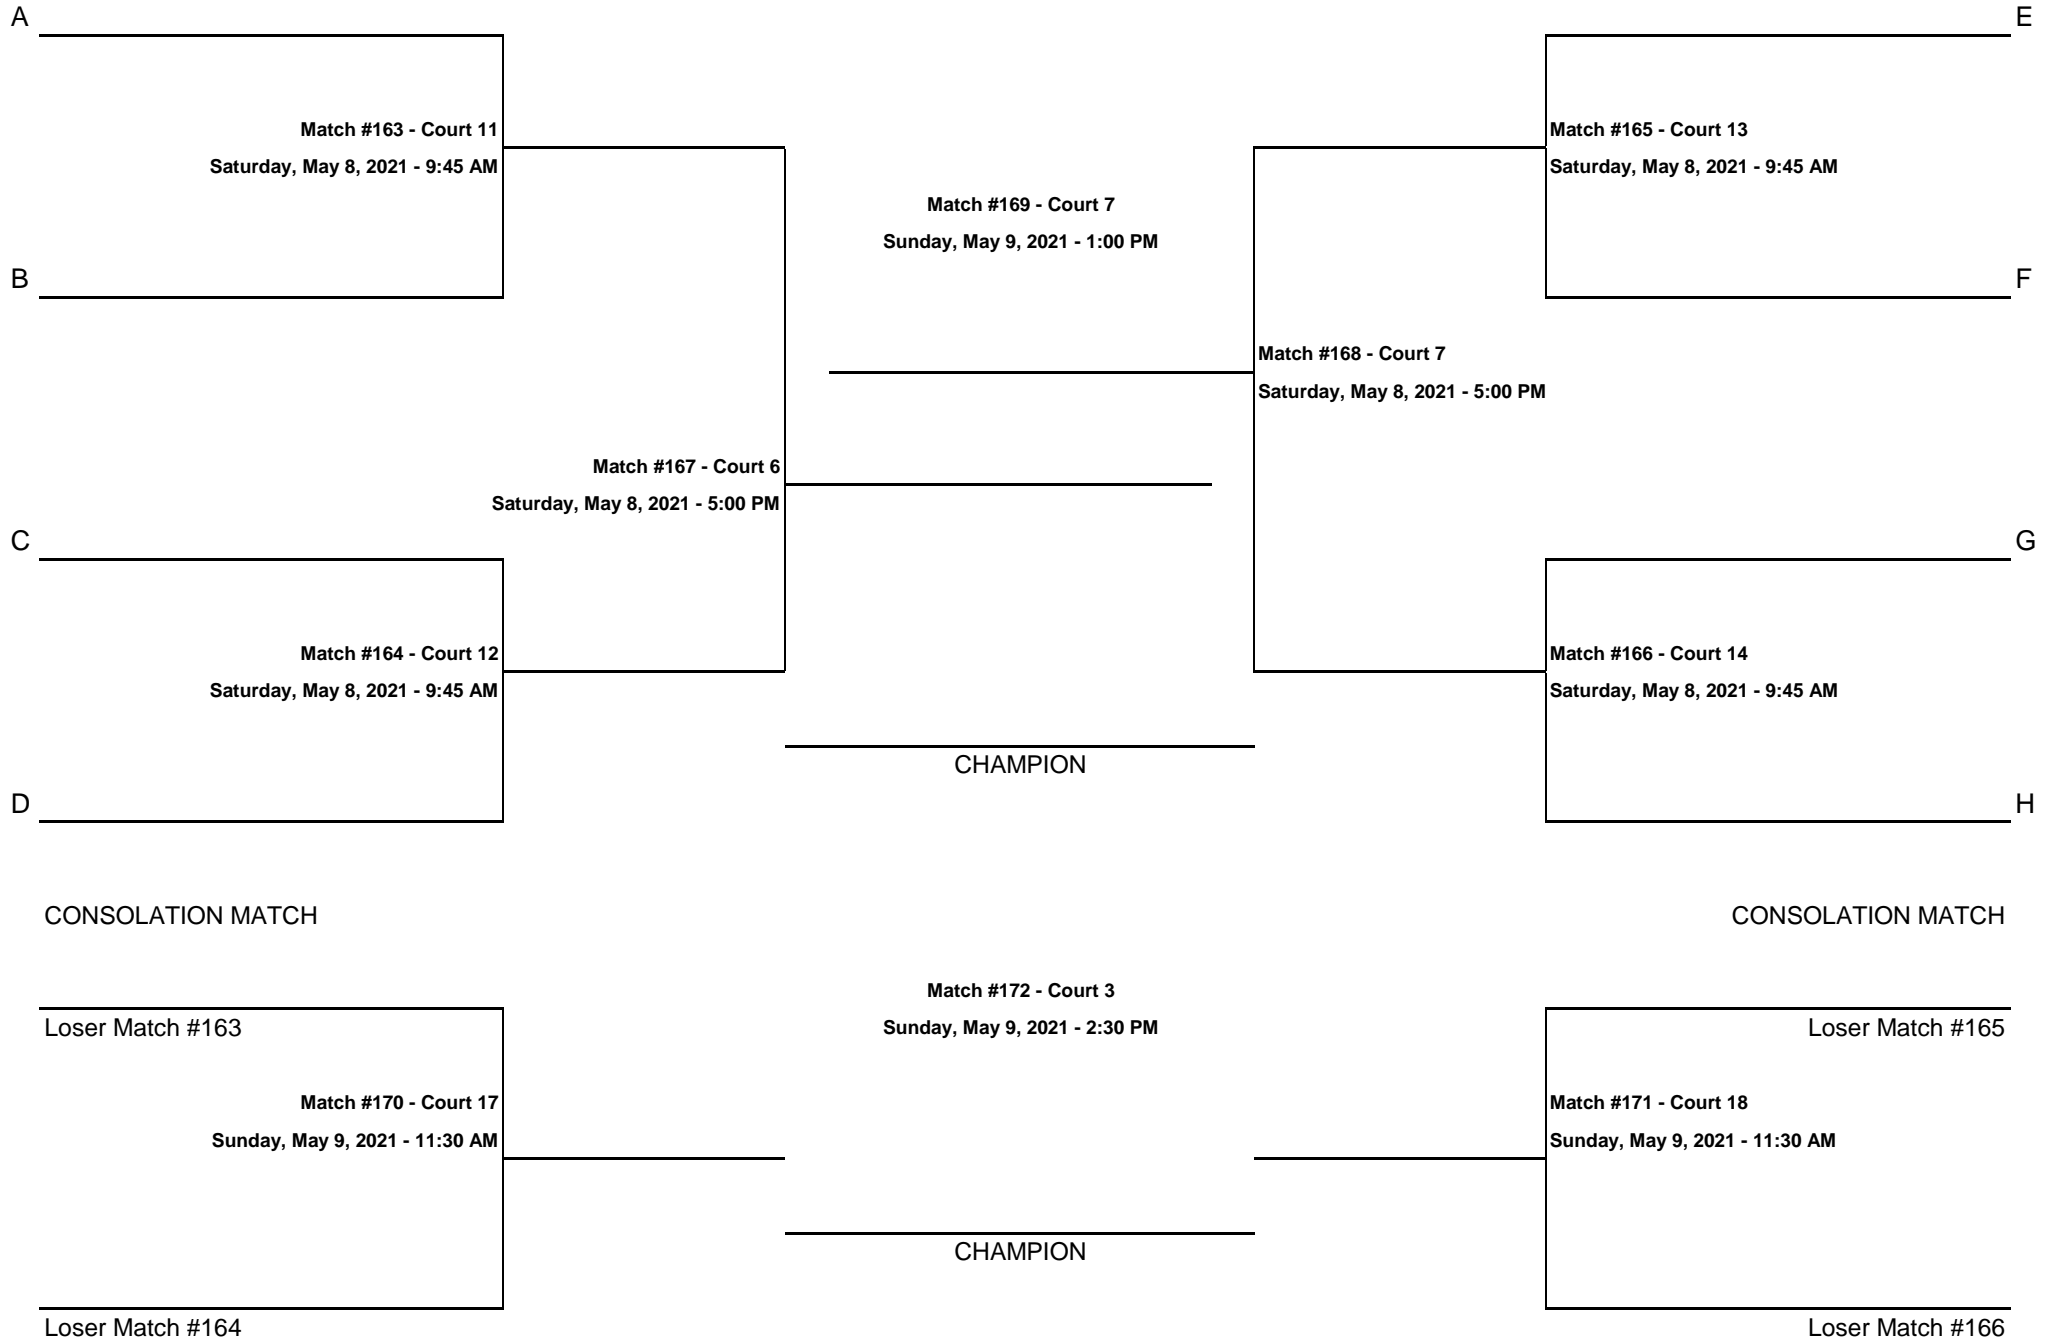 A
E
Match #163 - Court 11
Saturday, May 8, 2021 - 9:45 AM
Match #165 - Court 13
Saturday, May 8, 2021 - 9:45 AM
Match #169 - Court 7
Sunday, May 9, 2021 - 1:00 PM
B
F
Match #168 - Court 7
Saturday, May 8, 2021 - 5:00 PM
Match #167 - Court 6
Saturday, May 8, 2021 - 5:00 PM
C
G
Match #164 - Court 12
Saturday, May 8, 2021 - 9:45 AM
Match #166 - Court 14
Saturday, May 8, 2021 - 9:45 AM
CHAMPION
D
H
CONSOLATION MATCH
CONSOLATION MATCH
Match #172 - Court 3
Sunday, May 9, 2021 - 2:30 PM
Loser Match #163
Loser Match #165
Match #170 - Court 17
Sunday, May 9, 2021 - 11:30 AM
Match #171 - Court 18
Sunday, May 9, 2021 - 11:30 AM
CHAMPION
Loser Match #164
Loser Match #166